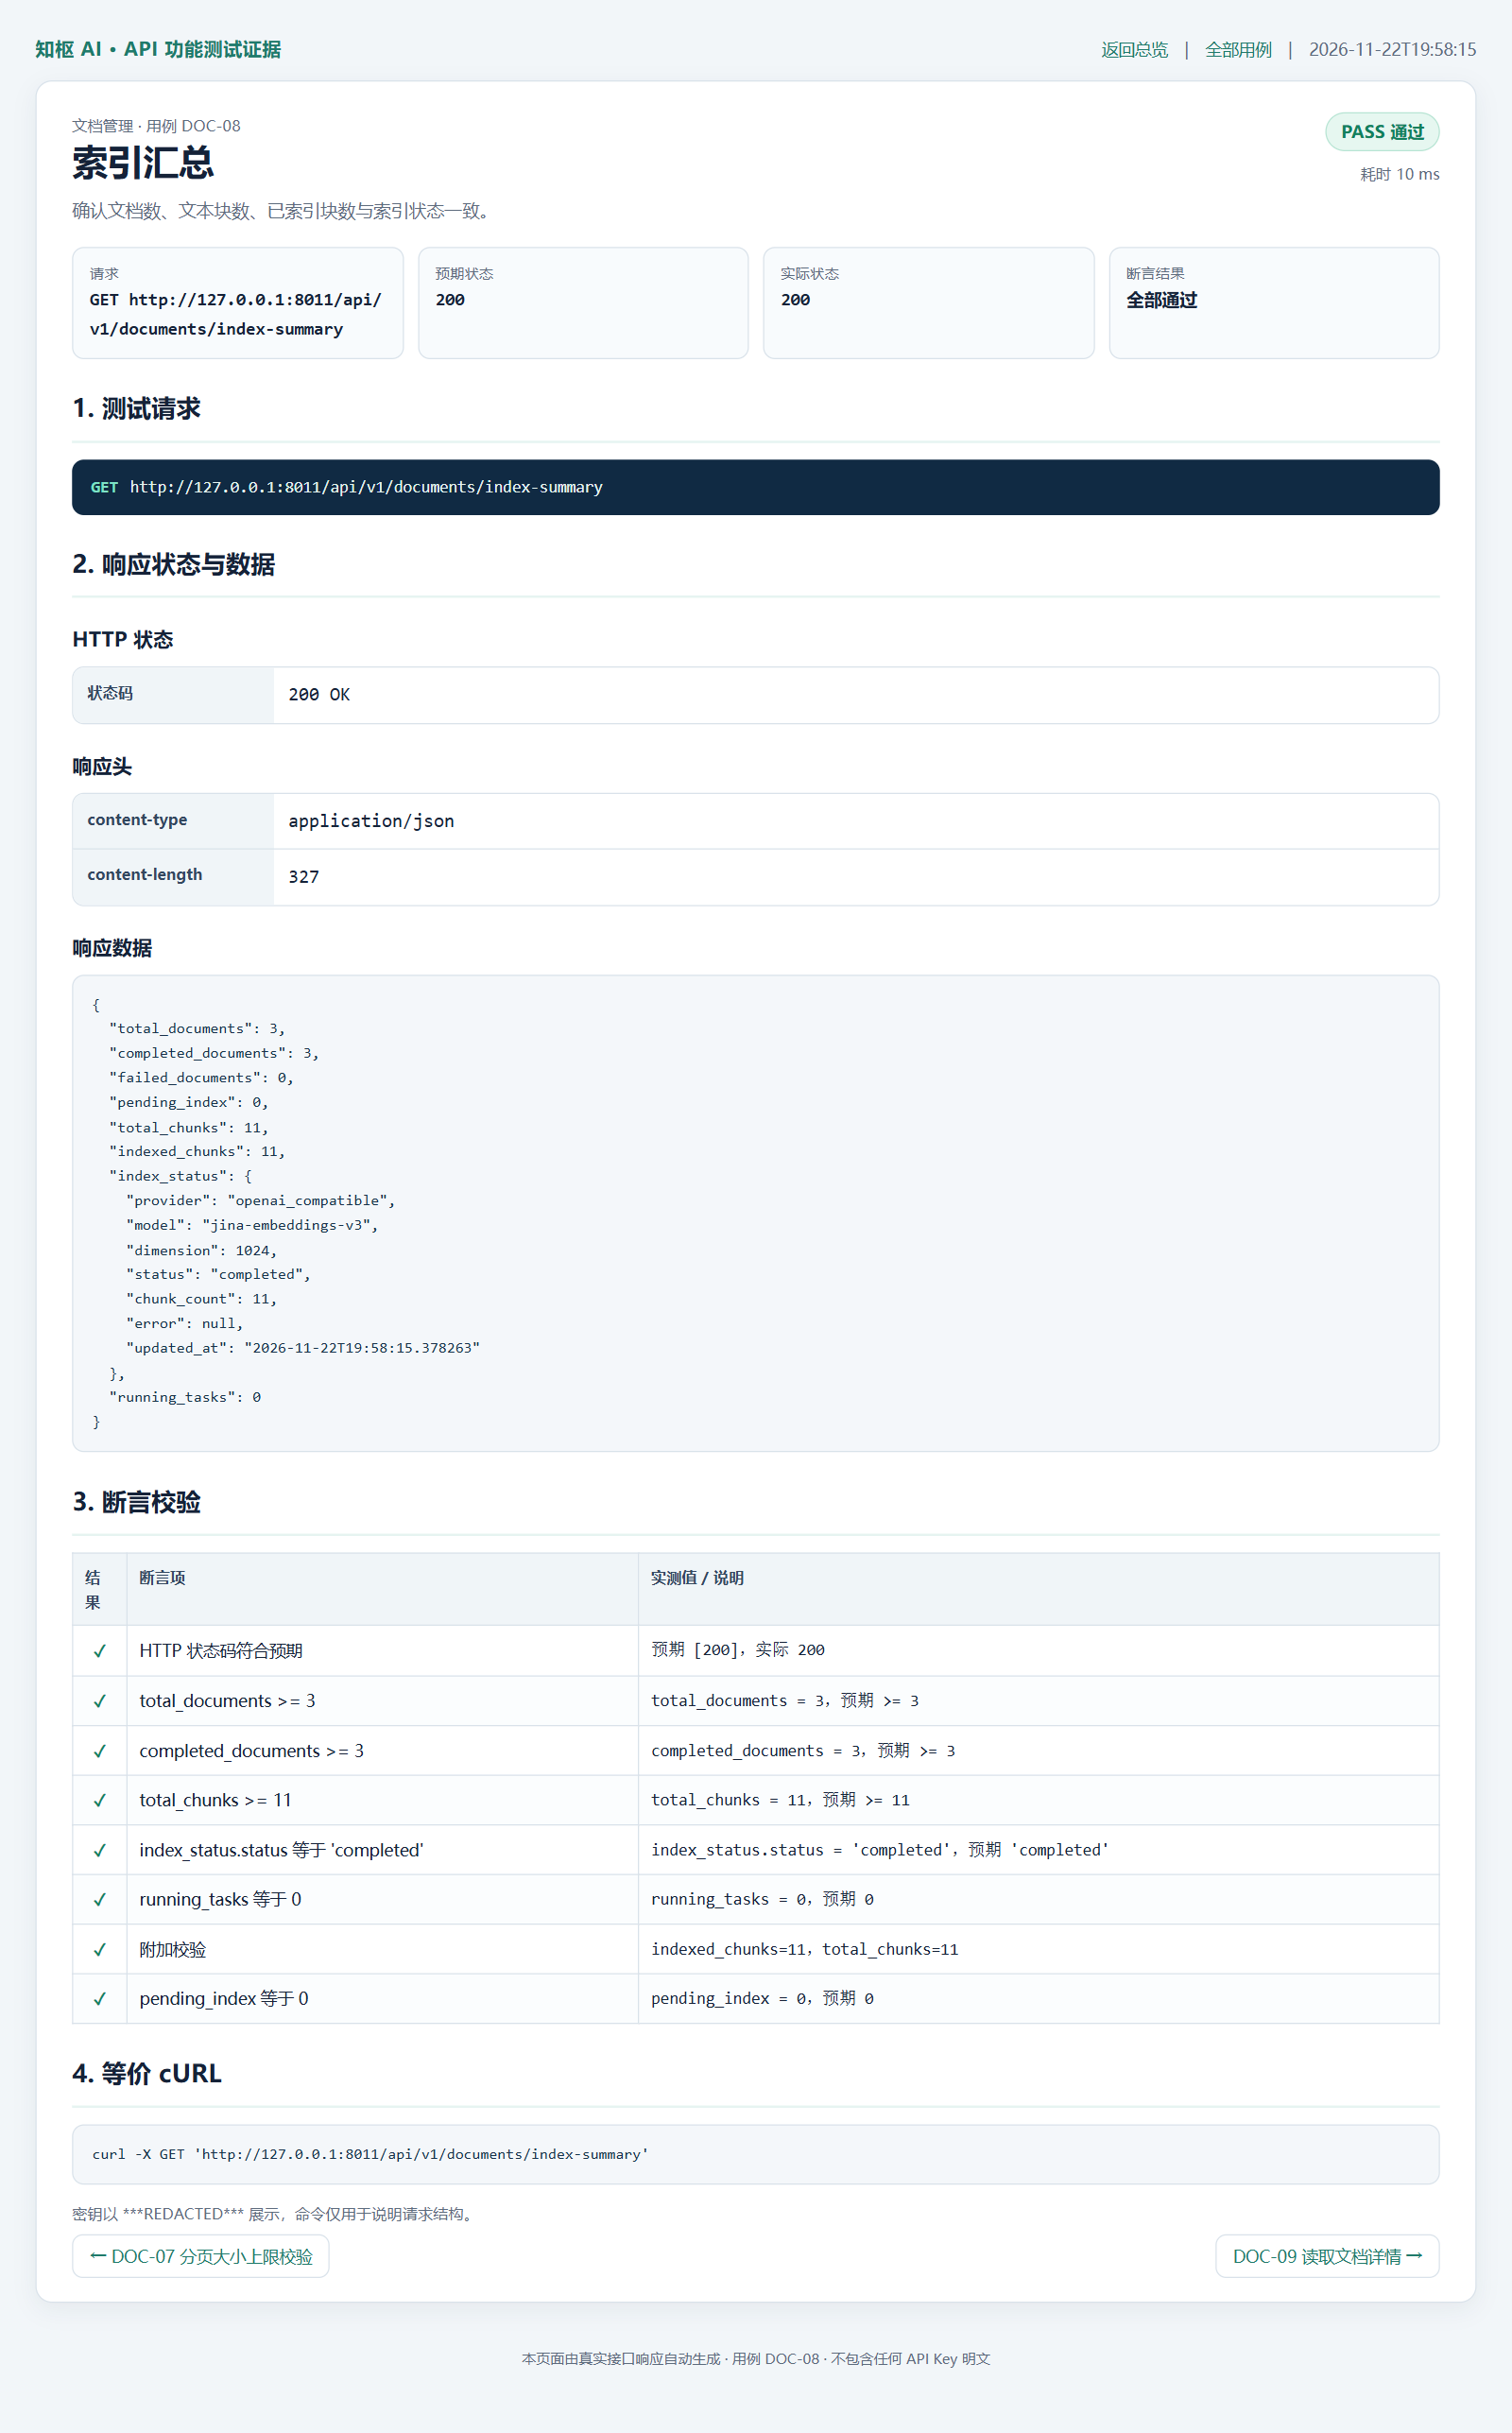 知枢 AI · API 功能测试证据
返回总览 | 全部用例 | 2026-11-22T19:58:15
文档管理 · 用例 DOC-08
PASS 通过
索引汇总
耗时 10 ms
确认文档数、文本块数、已索引块数与索引状态一致。
请求
GET http://127.0.0.1:8011/api/
v1/documents/index-summary
预期状态
200
实际状态
200
断言结果
全部通过
1. 测试请求
GET http://127.0.0.1:8011/api/v1/documents/index-summary
2. 响应状态与数据
HTTP 状态
状态码 200 OK
响应头
content-type application/json
content-length 327
响应数据
{
  "total_documents": 3,
  "completed_documents": 3,
  "failed_documents": 0,
  "pending_index": 0,
  "total_chunks": 11,
  "indexed_chunks": 11,
  "index_status": {
    "provider": "openai_compatible",
    "model": "jina-embeddings-v3",
    "dimension": 1024,
    "status": "completed",
    "chunk_count": 11,
    "error": null,
    "updated_at": "2026-11-22T19:58:15.378263"
  },
  "running_tasks": 0
}
3. 断言校验
结果 断言项 实测值 / 说明
✓ HTTP 状态码符合预期 预期 [200]，实际 200
✓ total_documents >= 3 total_documents = 3，预期 >= 3
✓ completed_documents >= 3 completed_documents = 3，预期 >= 3
✓ total_chunks >= 11 total_chunks = 11，预期 >= 11
✓ index_status.status 等于 'completed' index_status.status = 'completed'，预期 'completed'
✓ running_tasks 等于 0 running_tasks = 0，预期 0
✓ 附加校验 indexed_chunks=11，total_chunks=11
✓ pending_index 等于 0 pending_index = 0，预期 0
4. 等价 cURL
curl -X GET 'http://127.0.0.1:8011/api/v1/documents/index-summary'
密钥以 ***REDACTED*** 展示，命令仅用于说明请求结构。
← DOC-07 分页大小上限校验
DOC-09 读取文档详情 →
本页面由真实接口响应自动生成 · 用例 DOC-08 · 不包含任何 API Key 明文